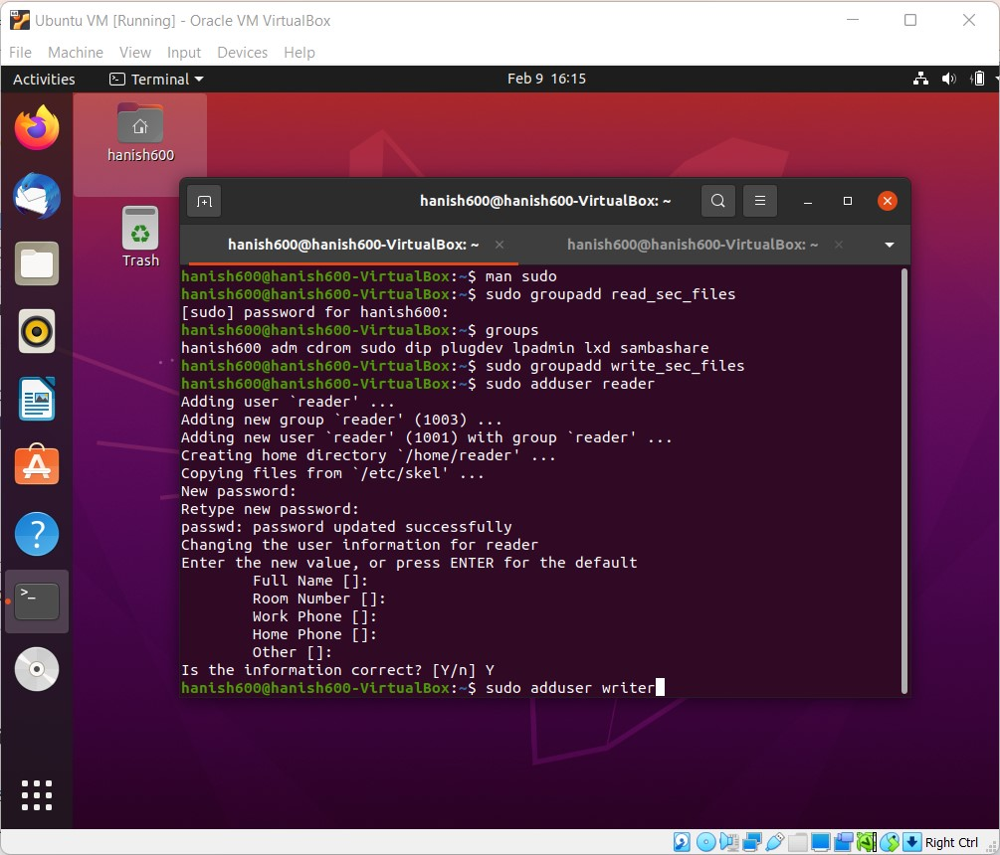 Ubuntu VM [Running] - Oracle VM VirtualBox
File Machine View Input Devices Help
Activities Terminal Feb 9 16:15
hanish600
Trash
hanish600@hanish600-VirtualBox: ~
hanish600@hanish600-VirtualBox: ~ hanish600@hanish600-VirtualBox: ~
hanish600@hanish600-VirtualBox:~$ man sudo
hanish600@hanish600-VirtualBox:~$ sudo groupadd read_sec_files
[sudo] password for hanish600:
hanish600@hanish600-VirtualBox:~$ groups
hanish600 adm cdrom sudo dip plugdev lpadmin lxd sambashare
hanish600@hanish600-VirtualBox:~$ sudo groupadd write_sec_files
hanish600@hanish600-VirtualBox:~$ sudo adduser reader
Adding user `reader' ...
Adding new group `reader' (1003) ...
Adding new user `reader' (1001) with group `reader' ...
Creating home directory `/home/reader' ...
Copying files from `/etc/skel' ...
New password:
Retype new password:
passwd: password updated successfully
Changing the user information for reader
Enter the new value, or press ENTER for the default
Full Name []:
Room Number []:
Work Phone []:
Home Phone []:
Other []:
Is the information correct? [Y/n] Y
hanish600@hanish600-VirtualBox:~$ sudo adduser writer
Right Ctrl